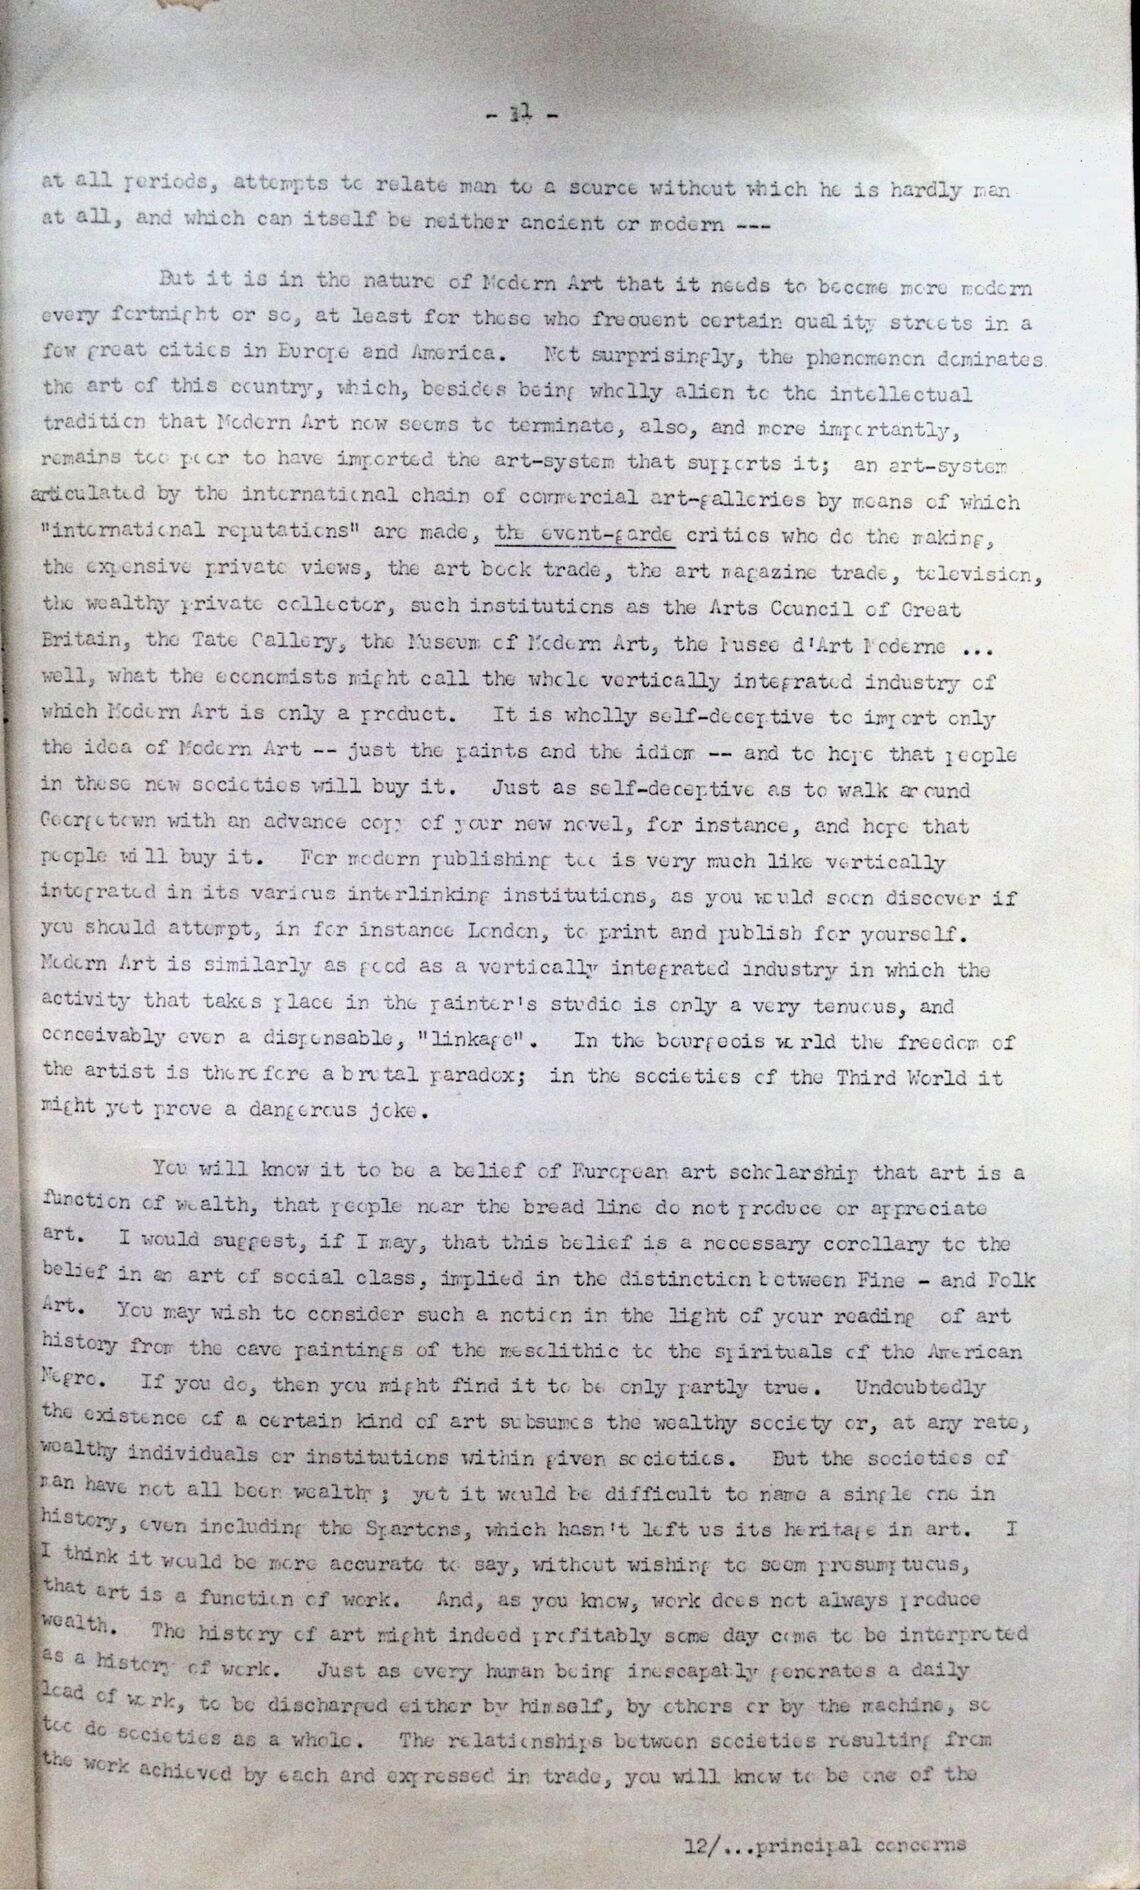 - 11 -
at all periods, attempts to relate man to a source without which he is hardly man
at all, and which can itself be neither ancient or modern ---
But it is in the nature of Modern Art that it needs to become more modern
every fortnight or so, at least for those who frequent certain quality streets in a
few great cities in Europe and America. Not surprisingly, the phenomenon dominates
the art of this country, which, besides being wholly alien to the intellectual
tradition that Modern Art now seems to terminate, also, and more importantly,
remains too poor to have imported the art-system that supports it; an art-system
articulated by the international chain of commercial art-galleries by means of which
"international reputations" are made, the event-garde critics who do the making,
the expensive private views, the art book trade, the art magazine trade, television,
the wealthy private collector, such institutions as the Arts Council of Great
Britain, the Tate Gallery, the Museum of Modern Art, the Musee d'Art Moderne ...
well, what the economists might call the whole vertically integrated industry of
which Modern Art is only a product. It is wholly self-deceptive to import only
the idea of Modern Art -- just the paints and the idiom -- and to hope that people
in these new societies will buy it. Just as self-deceptive as to walk around
Georgetown with an advance copy of your new novel, for instance, and hope that
people will buy it. For modern publishing too is very much like vertically
integrated in its various interlinking institutions, as you would soon discover if
you should attempt, in for instance London, to print and publish for yourself.
Modern Art is similarly as good as a vertically integrated industry in which the
activity that takes place in the painter's studio is only a very tenuous, and
conceivably even a dispensable, "linkage". In the bourgeois world the freedom of
the artist is therefore a brutal paradox; in the societies of the Third World it
might yet prove a dangerous joke.
You will know it to be a belief of European art scholarship that art is a
function of wealth, that people near the bread line do not produce or appreciate
art. I would suggest, if I may, that this belief is a necessary corollary to the
belief in an art of social class, implied in the distinction between Fine - and Folk
Art. You may wish to consider such a notion in the light of your reading of art
history from the cave paintings of the mesolithic to the spirituals of the American
Negro. If you do, then you might find it to be only partly true. Undoubtedly
the existence of a certain kind of art subsumes the wealthy society or, at any rate,
wealthy individuals or institutions within given societies. But the societies of
man have not all been wealthy; yet it would be difficult to name a single one in
history, even including the Spartens, which hasn't left us its heritage in art. I
I think it would be more accurate to say, without wishing to seem presumptuous,
that art is a function of work. And, as you know, work does not always produce
wealth. The history of art might indeed profitably some day come to be interpreted
as a history of work. Just as every human being inescapably generates a daily
load of work, to be discharged either by himself, by others or by the machine, so
too do societies as a whole. The relationships between societies resulting from
the work achieved by each and expressed in trade, you will know to be one of the
12/...principal concerns